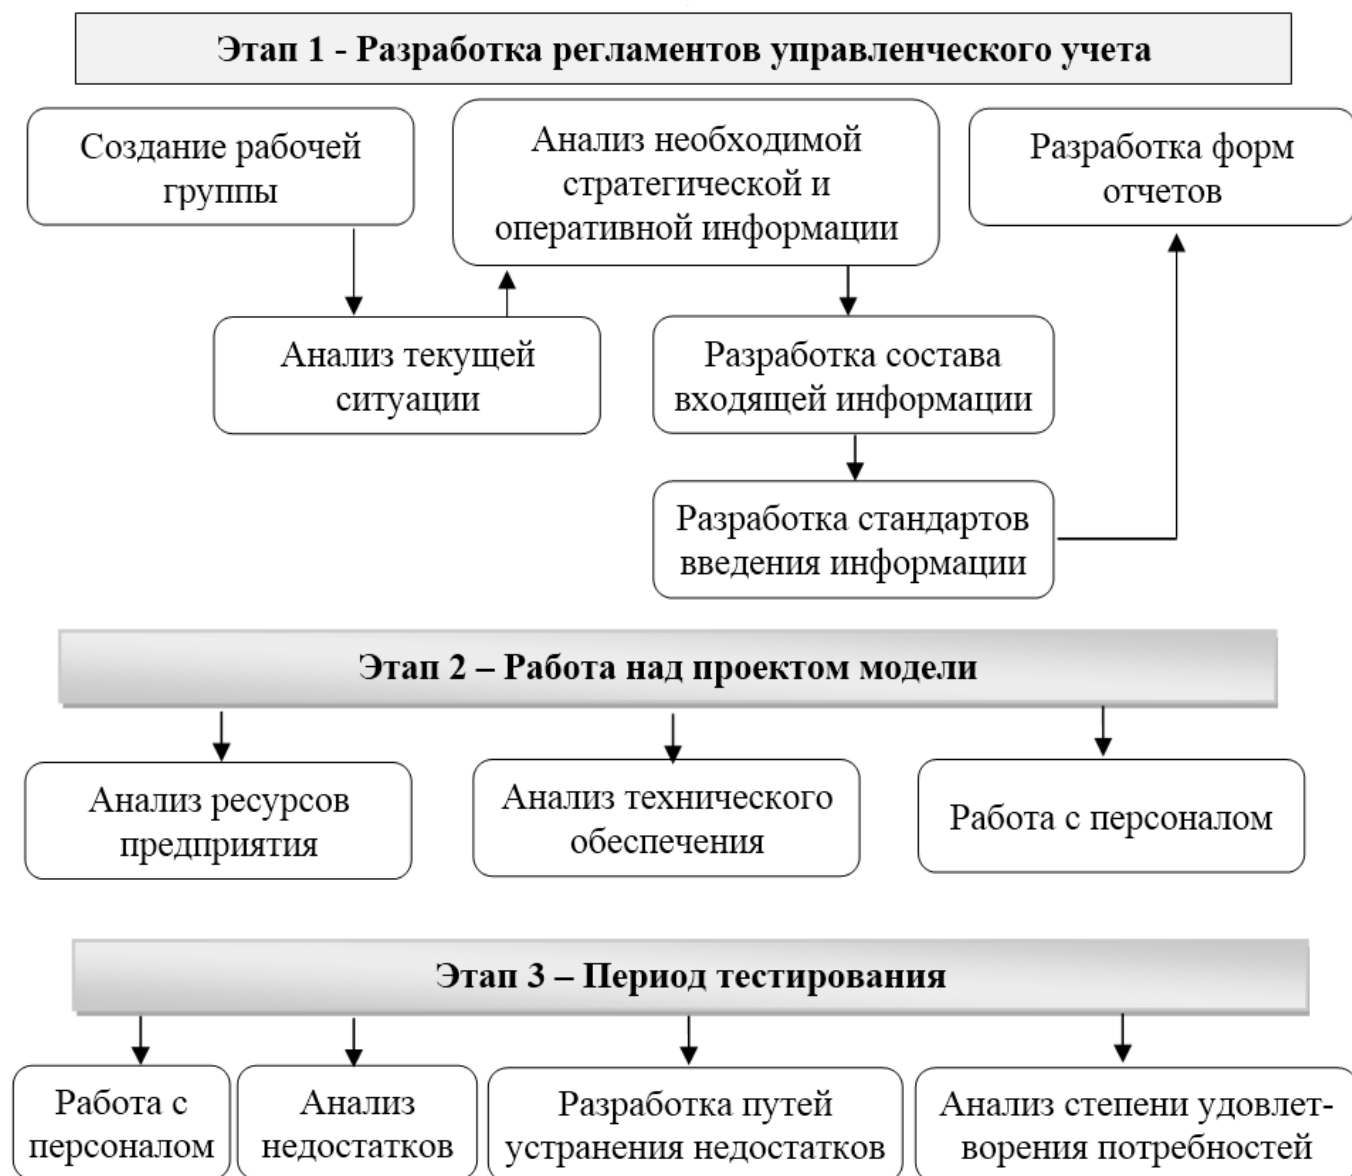 Этап 1 - Разработка регламентов управленческого учета
Создание рабочей
группы
Анализ необходимой
стратегической и
оперативной информации
Разработка форм
отчетов
Анализ текущей
ситуации
Разработка состава
входящей информации
Разработка стандартов
введения информации
Этап 2 – Работа над проектом модели
Анализ ресурсов
предприятия
Анализ технического
обеспечения
Работа с персоналом
Этап 3 – Период тестирования
Работа с
персоналом
Анализ
недостатков
Разработка путей
устранения недостатков
Анализ степени удовлет-
ворения потребностей